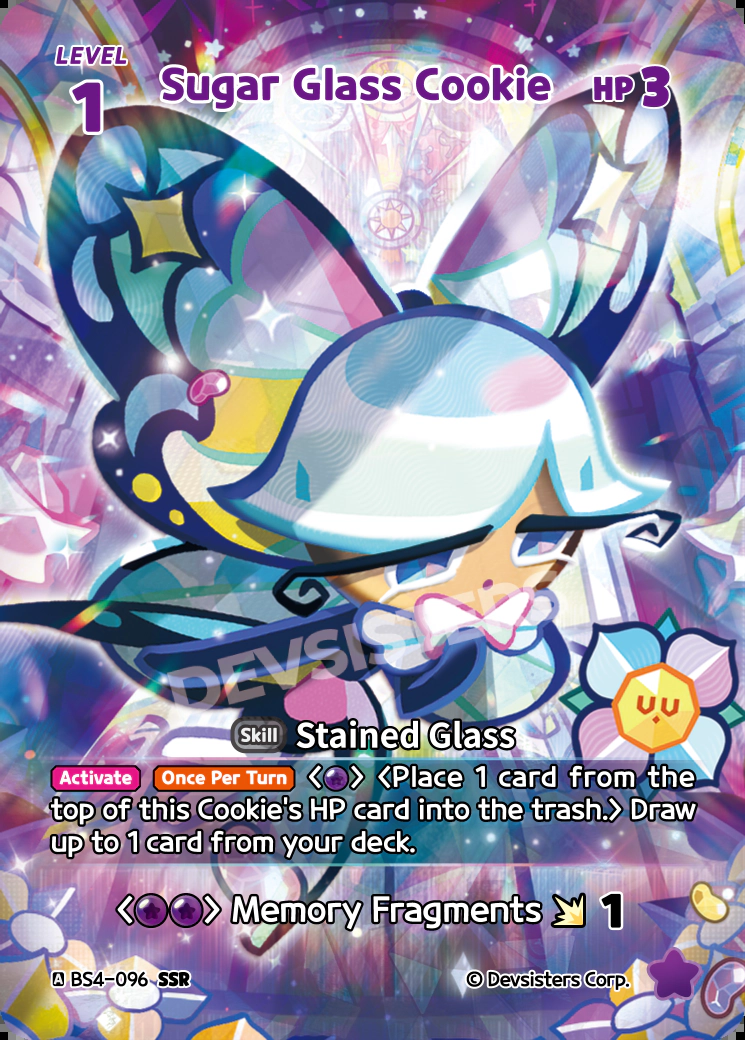 LEVEL
1
Sugar Glass Cookie
HP 3
DEVSISTERS
Skill Stained Glass
Activate Once Per Turn < > <Place 1 card from the
top of this Cookie's HP card into the trash.> Draw
up to 1 card from your deck.
< > Memory Fragments 1
A BS4-096 SSR
© Devsisters Corp.